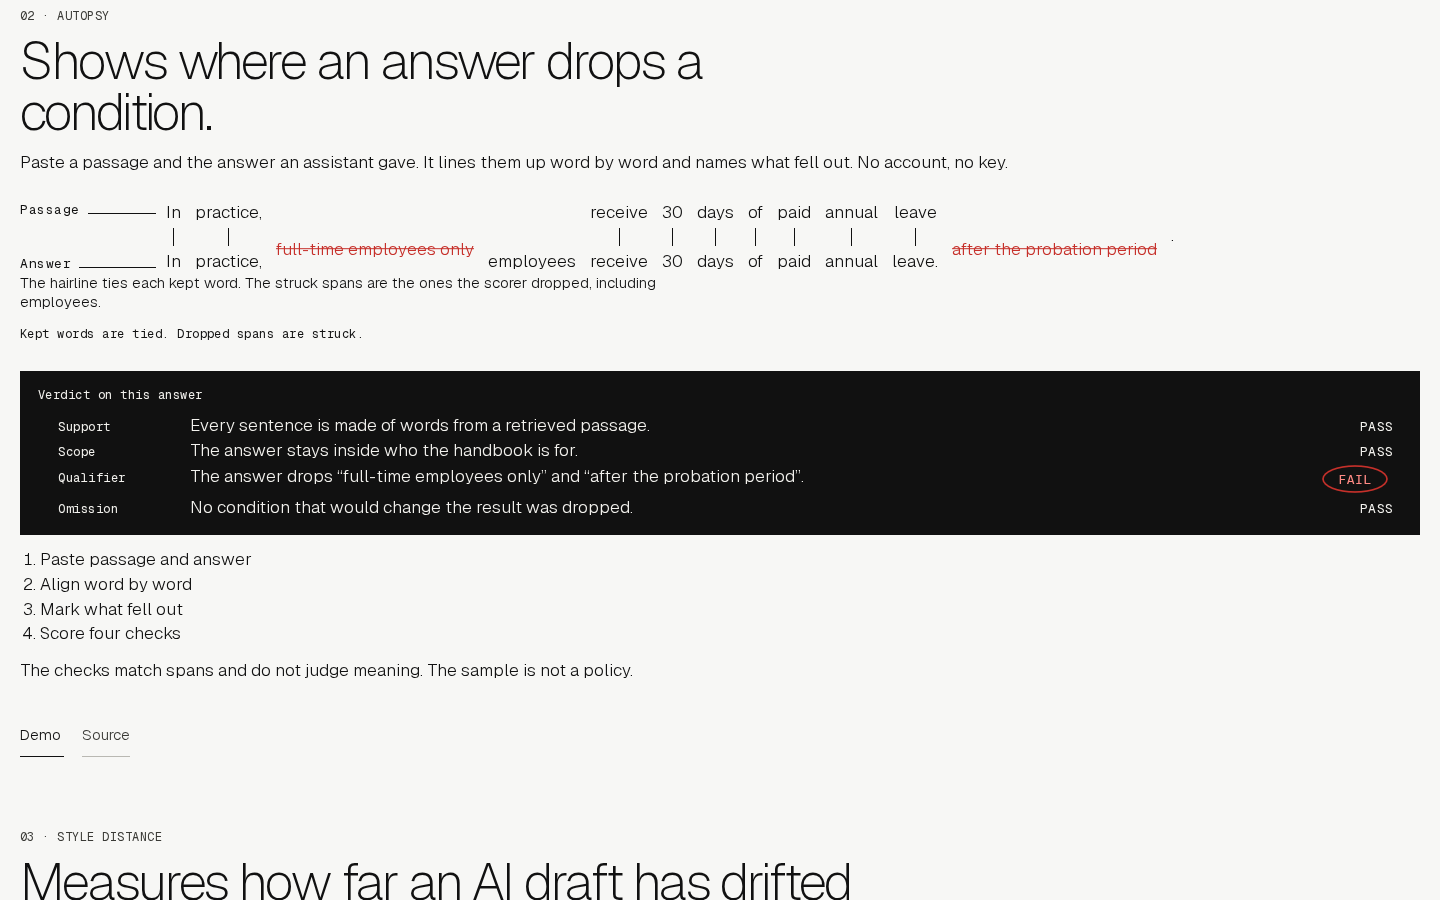 02 · AUTOPSY
Shows where an answer drops a
condition.
Paste a passage and the answer an assistant gave. It lines them up word by word and names what fell out. No account, no key.
Passage In practice, receive 30 days of paid annual leave
full-time employees only after the probation period .
Answer In practice, employees receive 30 days of paid annual leave.
The hairline ties each kept word. The struck spans are the ones the scorer dropped, including
employees.
Kept words are tied. Dropped spans are struck.
Verdict on this answer
Support Every sentence is made of words from a retrieved passage. PASS
Scope The answer stays inside who the handbook is for. PASS
Qualifier The answer drops “full-time employees only” and “after the probation period”. FAIL
Omission No condition that would change the result was dropped. PASS
1. Paste passage and answer
2. Align word by word
3. Mark what fell out
4. Score four checks
The checks match spans and do not judge meaning. The sample is not a policy.
Demo Source
03 · STYLE DISTANCE
Measures how far an AI draft has drifted